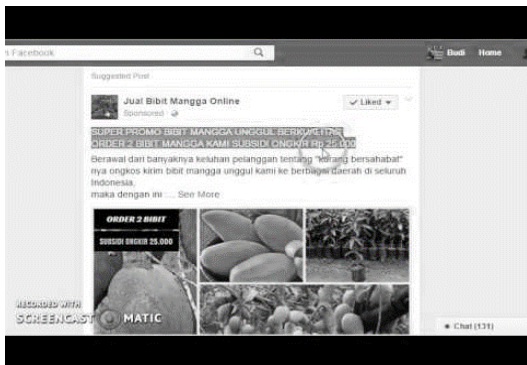 n Facebook
Budi Home
Suggested Post
Jual Bibit Mangga Online
Liked
Sponsored
SUPER PROMO BIBIT MANGGA UNGGUL BERKUALITAS
ORDER 2 BIBIT MANGGA KAMI SUBSIDI ONGKIR Rp 25.000
Berawal dari banyaknya keluhan pelanggan tentang "kurang bersahabat"
nya ongkos kirim bibit mangga unggul kami ke berbagai daerah di seluruh
Indonesia,
maka dengan ini .... See More
ORDER 2 BIBIT
SUBSIDI ONGKIR 25.000
RECORDED WITH
SCREENCAST MATIC
Chat (131)